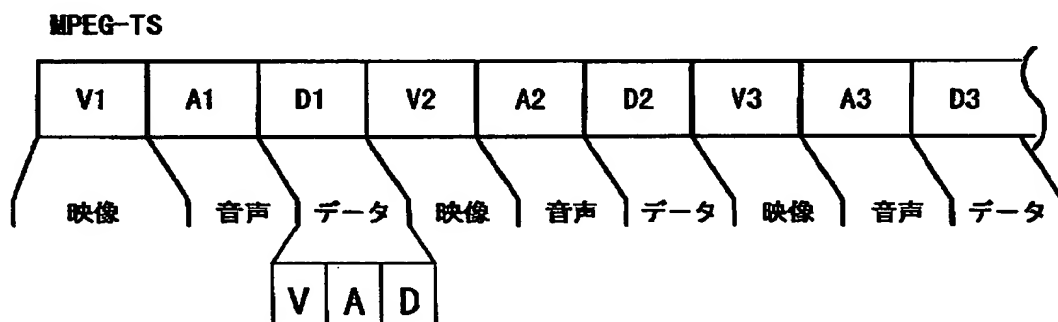 MPEG-TS
V1 A1 D1 V2 A2 D2 V3 A3 D3
映像 音声 データ 映像 音声 データ 映像 音声 データ
V A D